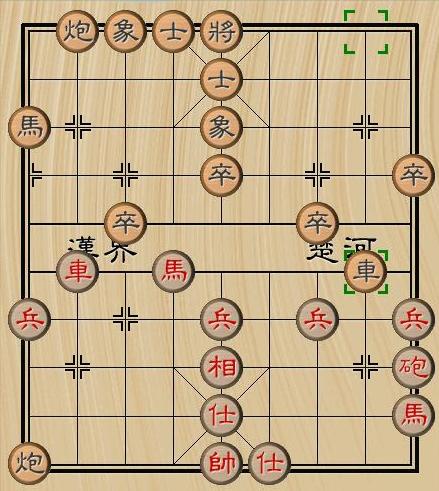 炮 象 士 將
士
馬 象
卒 卒
卒 卒
漢界 楚河
車 馬 車
兵 兵 兵 兵
相 砲
仕 馬
炮 帥 仕